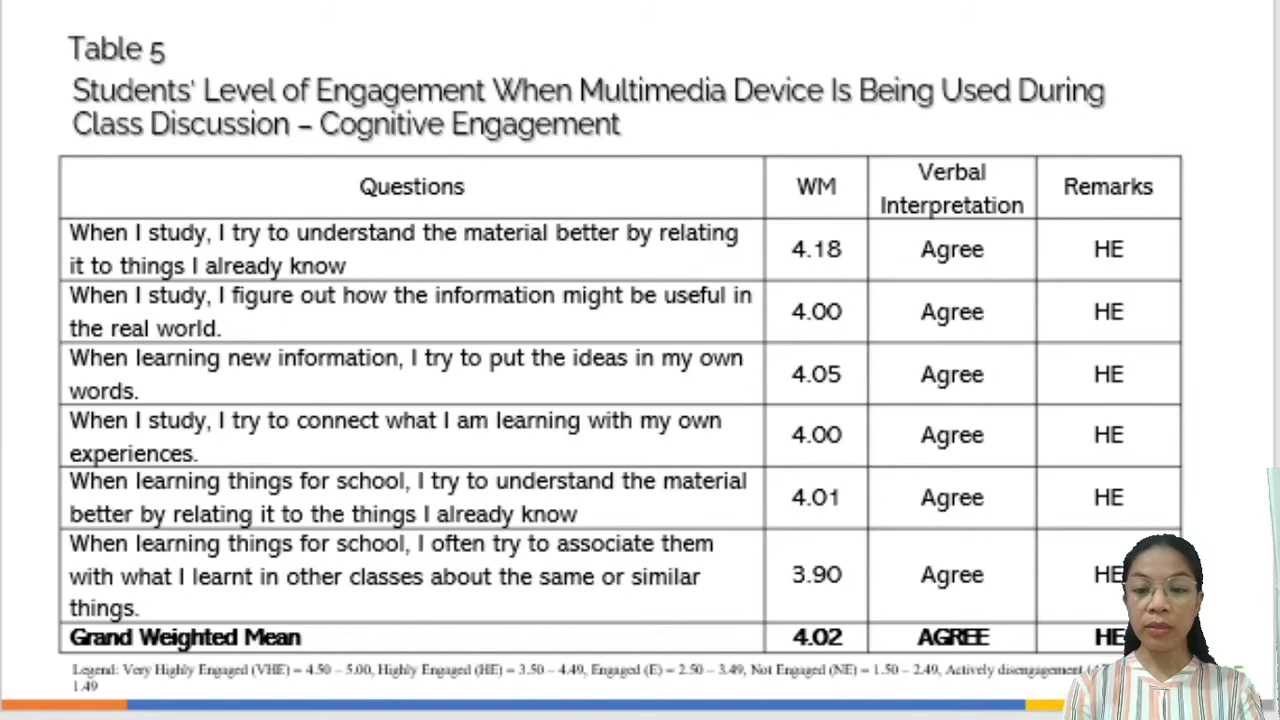 Table 5
Students' Level of Engagement When Multimedia Device Is Being Used During
Class Discussion – Cognitive Engagement
Questions WM Verbal Interpretation Remarks
When I study, I try to understand the material better by relating
it to things I already know
4.18 Agree HE
When I study, I figure out how the information might be useful in
the real world.
4.00 Agree HE
When learning new information, I try to put the ideas in my own
words.
4.05 Agree HE
When I study, I try to connect what I am learning with my own
experiences.
4.00 Agree HE
When learning things for school, I try to understand the material
better by relating it to the things I already know
4.01 Agree HE
When learning things for school, I often try to associate them
with what I learnt in other classes about the same or similar
things.
3.90 Agree HE
Grand Weighted Mean 4.02 AGREE HE
Legend: Very Highly Engaged (VHE) = 4.50 – 5.00, Highly Engaged (HE) = 3.50 – 4.49, Engaged (E) = 2.50 – 3.49, Not Engaged (NE) = 1.50 – 2.49, Actively disengagement
1.49